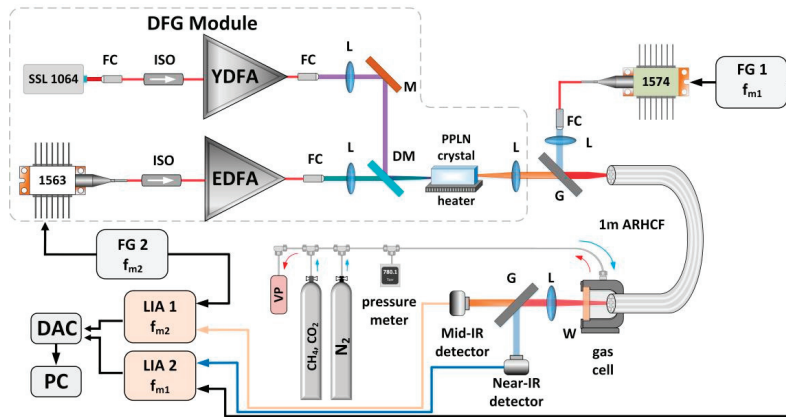 DFG Module
SSL 1064
FC
ISO
YDFA
FC
L
M
1574
FG 1
fm1
FC
L
1563
ISO
EDFA
FC
L
DM
PPLN
crystal
heater
L
G
1m ARHCF
FG 2
fm2
VP
CH4, CO2
N2
780.1
Torr
pressure
meter
G
L
W
gas
cell
Mid-IR
detector
Near-IR
detector
LIA 1
fm2
DAC
LIA 2
fm1
PC